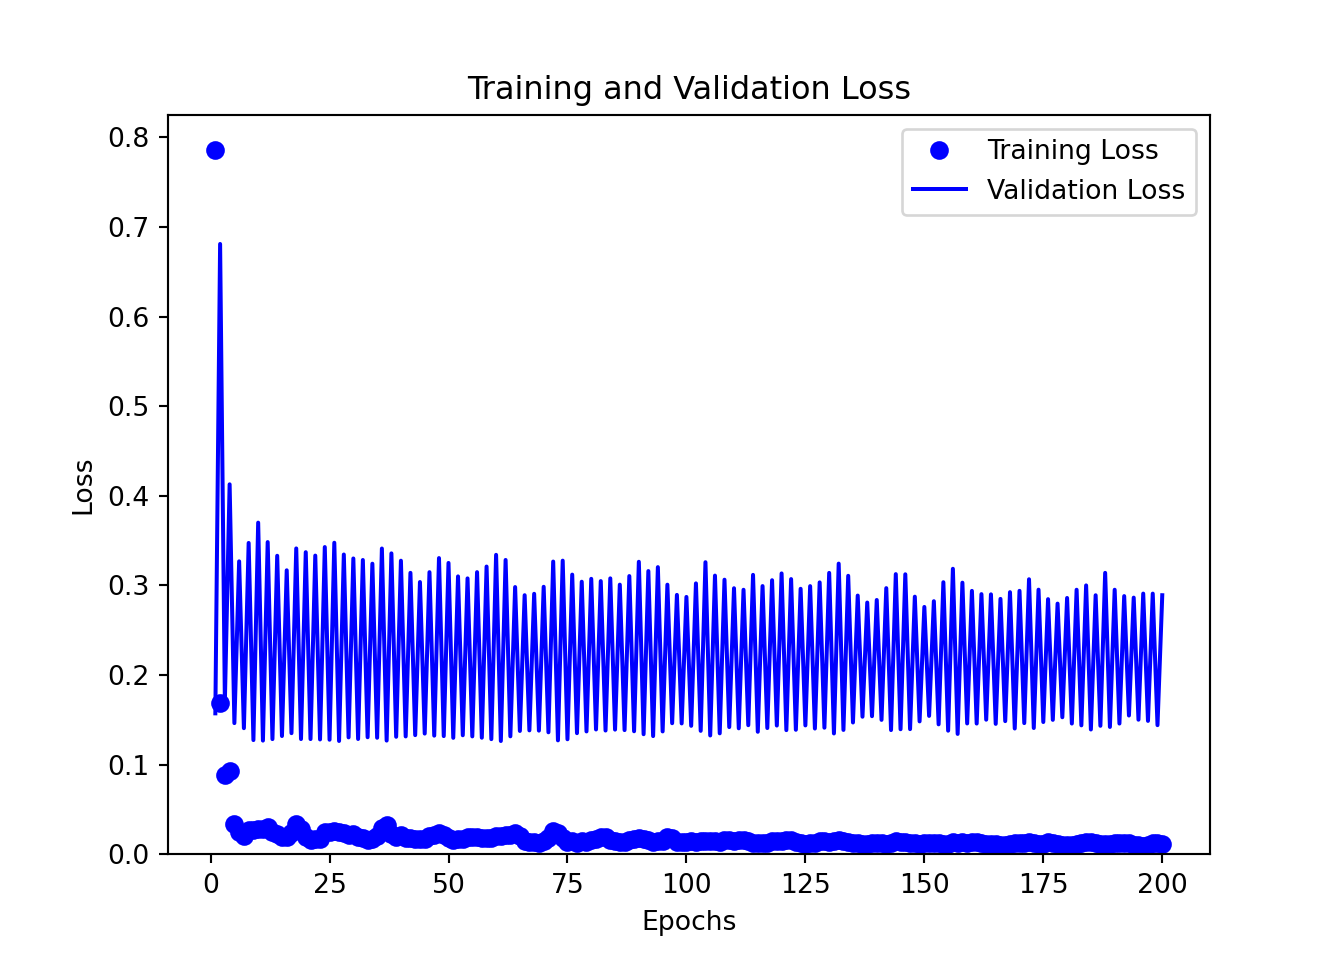 Training and Validation Loss
Training Loss
Validation Loss
0.8
0.7
0.6
0.5
0.4
0.3
0.2
0.1
0.0
Loss
0 25 50 75 100 125 150 175 200
Epochs